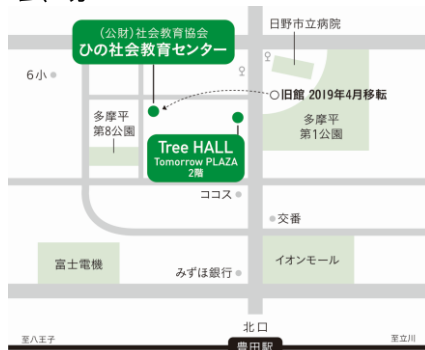 (公財)社会教育協会
ひの社会教育センター
日野市立病院
6小
旧館 2019年4月移転
多摩平
第8公園
多摩平
第1公園
Tree HALL
Tomorrow PLAZA
2階
ココス
交番
富士電機
みずほ銀行
イオンモール
北口
至八王子
豊田駅
至立川